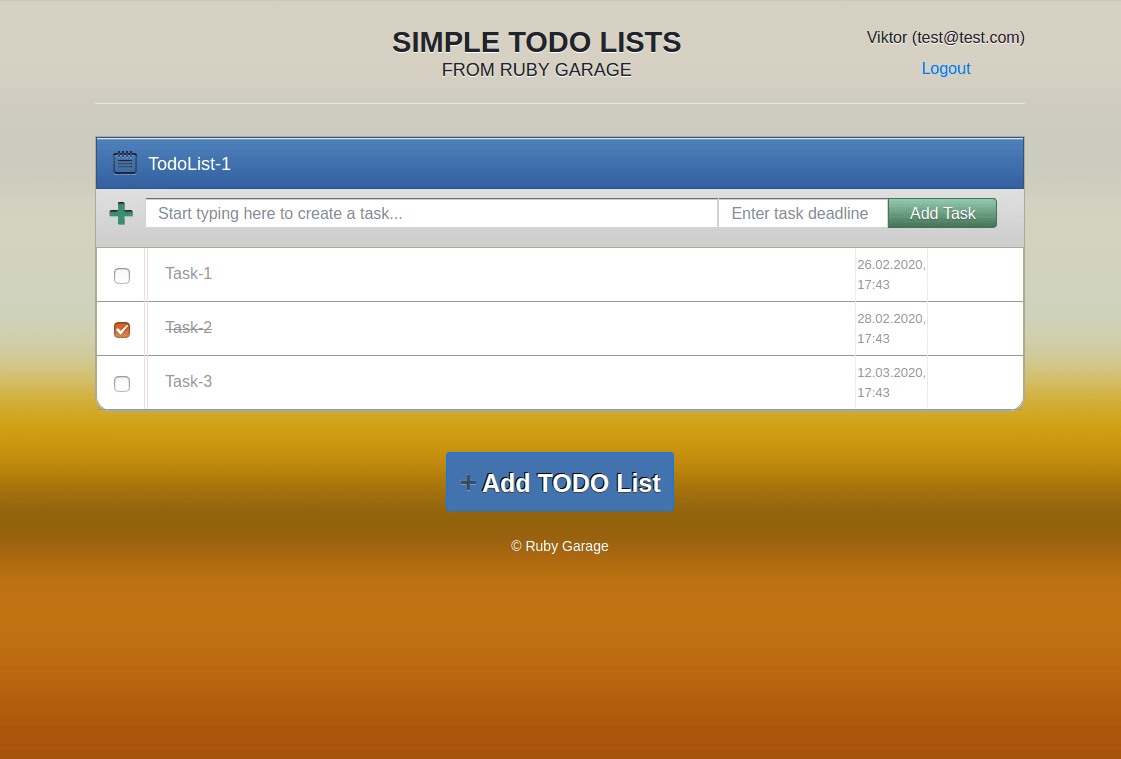 SIMPLE TODO LISTS
FROM RUBY GARAGE
Viktor (test@test.com)
Logout
TodoList-1
Start typing here to create a task...
Enter task deadline
Add Task
Task-1
26.02.2020,
17:43
Task-2
28.02.2020,
17:43
Task-3
12.03.2020,
17:43
+ Add TODO List
© Ruby Garage